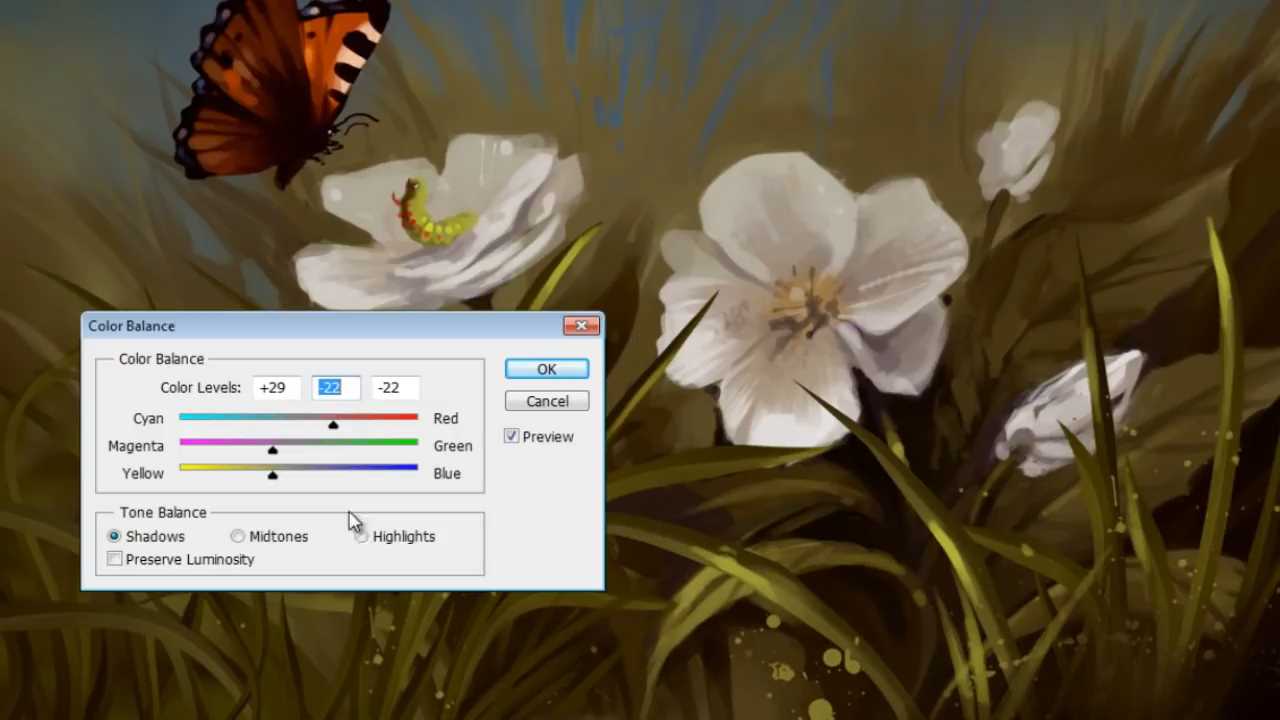 Color Balance
Color Balance
Color Levels: +29 -22 -22
Cyan Red
Magenta Green
Yellow Blue
OK
Cancel
Preview
Tone Balance
Shadows Midtones Highlights
Preserve Luminosity